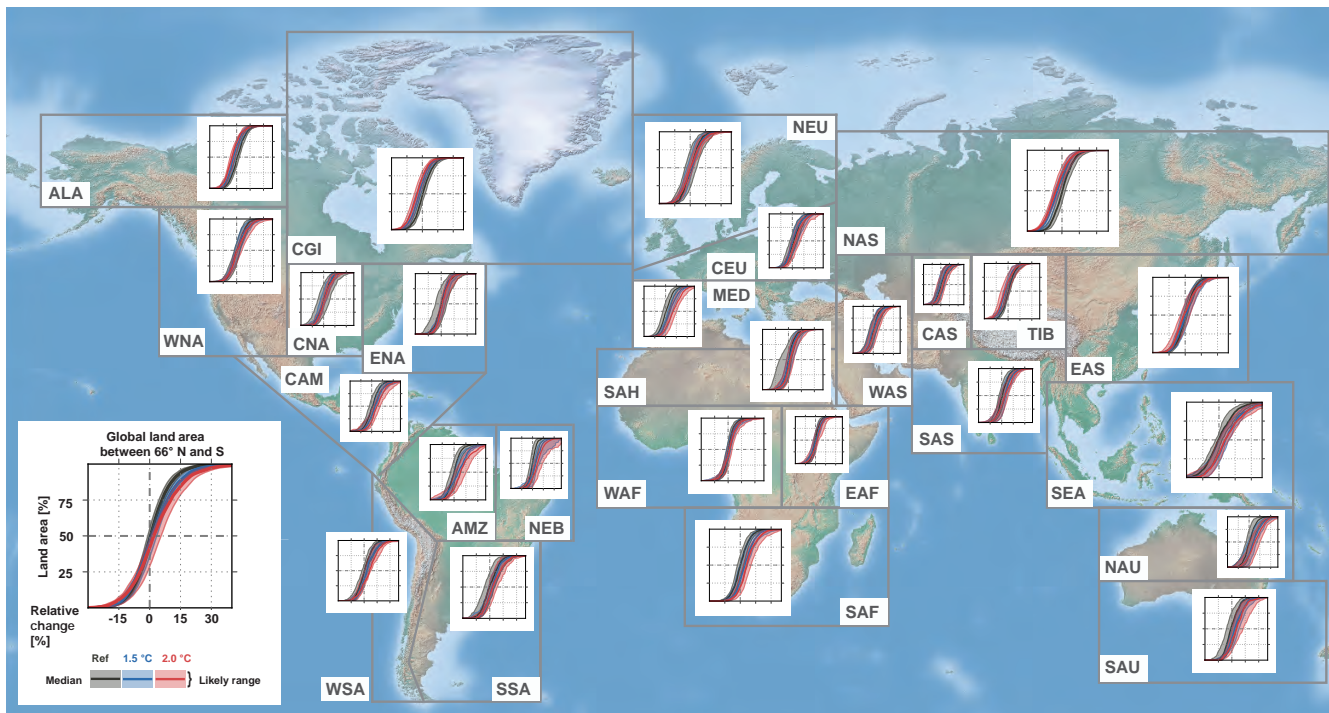 NEU
ALA
CGI
NAS
CEU
MED
WNA
CNA
ENA
CAS
TIB
CAM
SAH
WAS
EAS
SAS
WAF
EAF
SEA
AMZ
NEB
NAU
SAF
WSA
SSA
SAU
Global land area
between 66° N and S
Land area [%]
75
50
25
Relative
change
[%]
-15 0 15 30
Ref 1.5 °C 2.0 °C
Median } Likely range